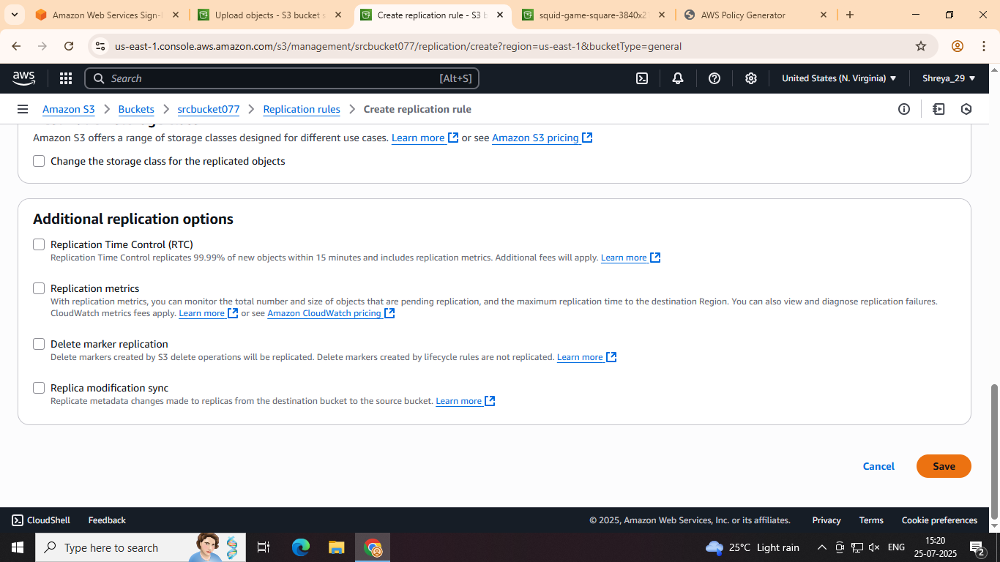 Amazon Web Services Sign-I
Upload objects - S3 bucket s
Create replication rule - S3 b
squid-game-square-3840x2
AWS Policy Generator
us-east-1.console.aws.amazon.com/s3/management/srcbucket077/replication/create?region=us-east-1&bucketType=general
aws
Search
[Alt+S]
United States (N. Virginia)
Shreya_29
Amazon S3
Buckets
srcbucket077
Replication rules
Create replication rule
Amazon S3 offers a range of storage classes designed for different use cases. Learn more or see Amazon S3 pricing
Change the storage class for the replicated objects
Additional replication options
Replication Time Control (RTC)
Replication Time Control replicates 99.99% of new objects within 15 minutes and includes replication metrics. Additional fees will apply. Learn more
Replication metrics
With replication metrics, you can monitor the total number and size of objects that are pending replication, and the maximum replication time to the destination Region. You can also view and diagnose replication failures.
CloudWatch metrics fees apply. Learn more or see Amazon CloudWatch pricing
Delete marker replication
Delete markers created by S3 delete operations will be replicated. Delete markers created by lifecycle rules are not replicated. Learn more
Replica modification sync
Replicate metadata changes made to replicas from the destination bucket to the source bucket. Learn more
Cancel
Save
CloudShell
Feedback
© 2025, Amazon Web Services, Inc. or its affiliates.
Privacy
Terms
Cookie preferences
Type here to search
25°C Light rain
ENG
15:20
25-07-2025
2